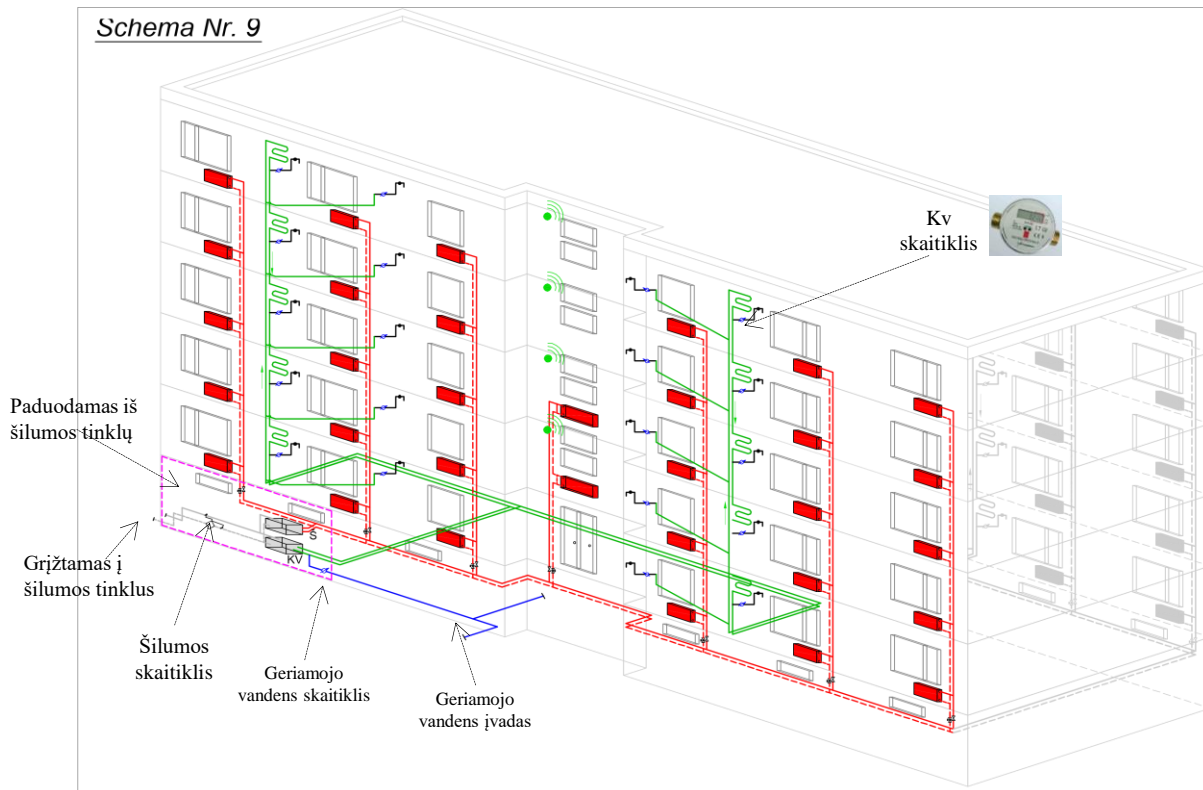 Schema Nr. 9
Kv
skaitiklis
Paduodamas iš
šilumos tinklų
Grįžtamas į
šilumos tinklus
Š
KV
Šilumos
skaitiklis
Geriamojo
vandens skaitiklis
Geriamojo
vandens įvadas